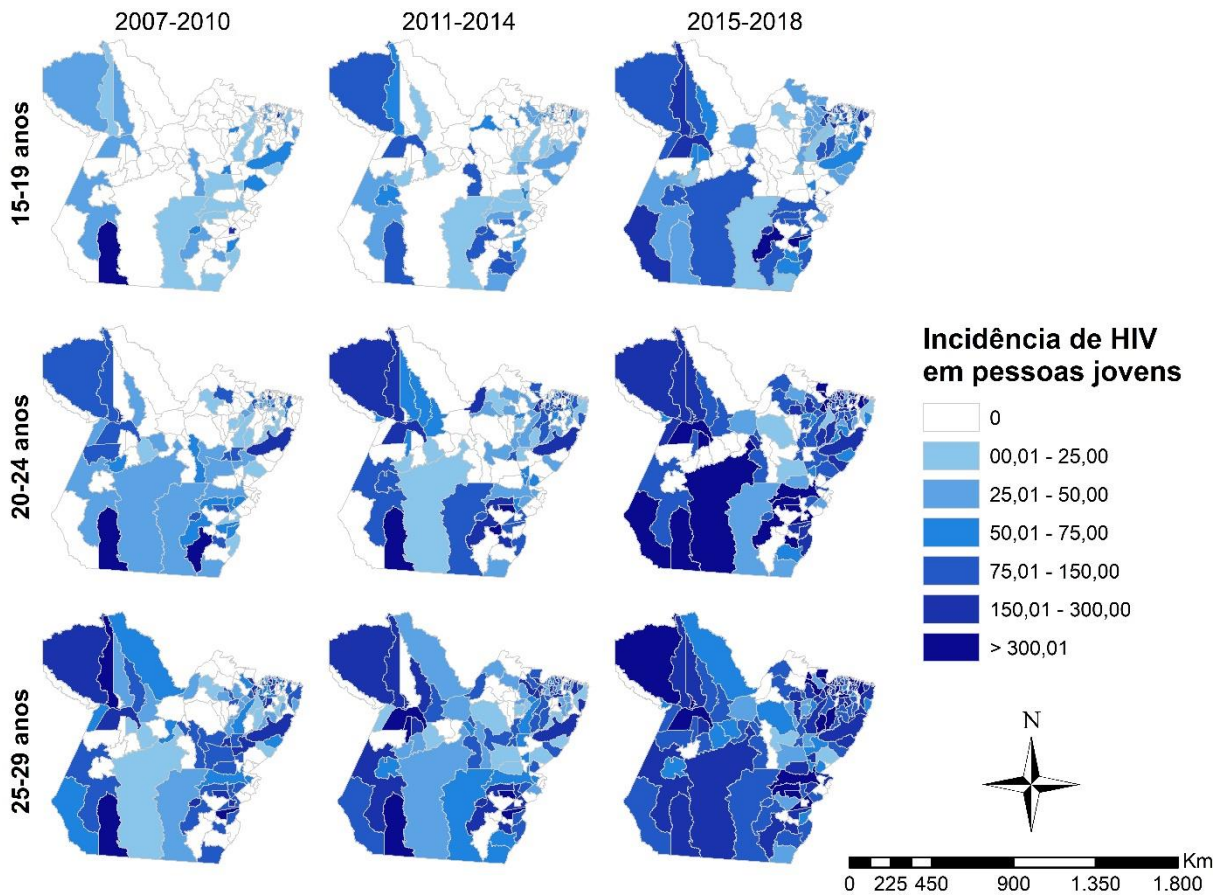 2007-2010
2011-2014
2015-2018
15-19 anos
20-24 anos
25-29 anos
Incidência de HIV
em pessoas jovens
0
00,01 - 25,00
25,01 - 50,00
50,01 - 75,00
75,01 - 150,00
150,01 - 300,00
> 300,01
N
Km
0 225 450 900 1.350 1.800